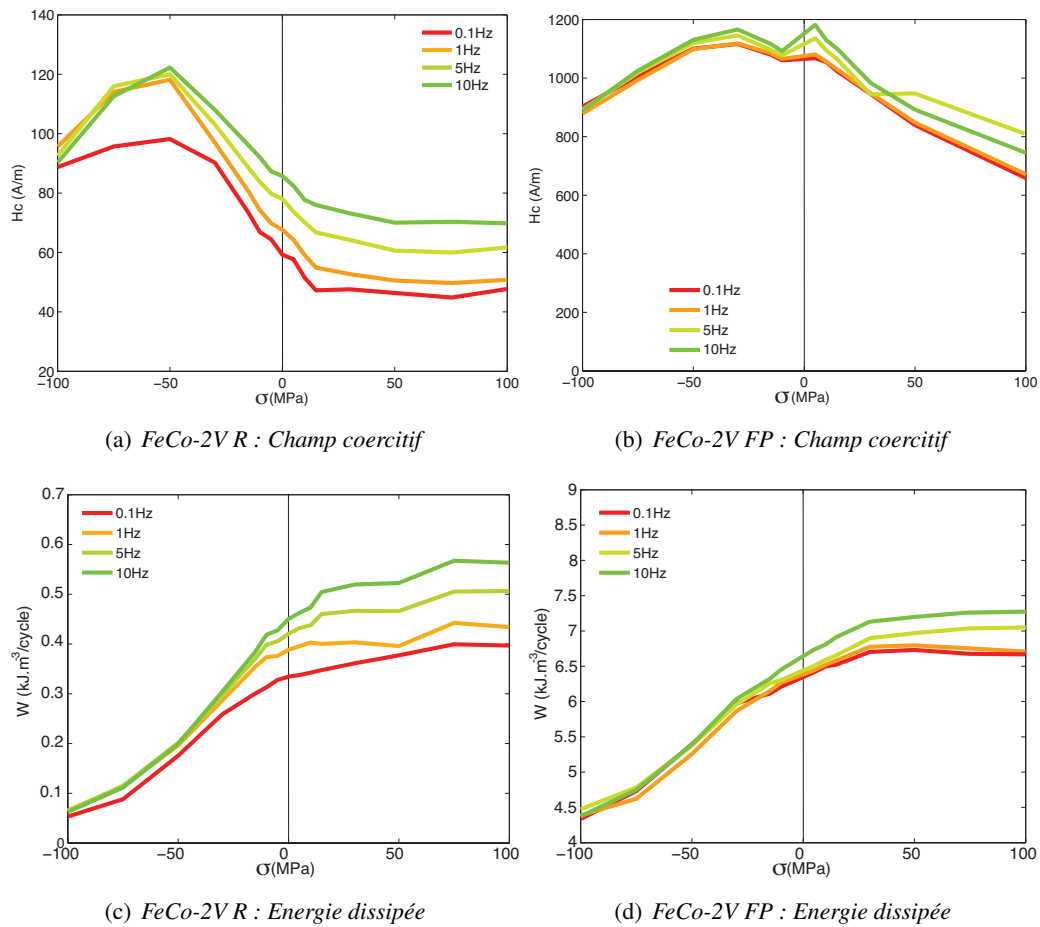 140
120
100
80
60
40
20
Hc (A/m)
−100
−50
0
50
100
σ(MPa)
0.1Hz
1Hz
5Hz
10Hz
(a) FeCo-2V R : Champ coercitif
1200
1000
800
600
400
200
0
Hc (A/m)
−100
−50
0
50
100
σ(MPa)
0.1Hz
1Hz
5Hz
10Hz
(b) FeCo-2V FP : Champ coercitif
0.7
0.6
0.5
0.4
0.3
0.2
0.1
0
W (kJ.m³/cycle)
−100
−50
0
50
100
σ(MPa)
0.1Hz
1Hz
5Hz
10Hz
(c) FeCo-2V R : Energie dissipée
9
8.5
8
7.5
7
6.5
6
5.5
5
4.5
4
W (kJ.m³/cycle)
−100
−50
0
50
100
σ(MPa)
0.1Hz
1Hz
5Hz
10Hz
(d) FeCo-2V FP : Energie dissipée